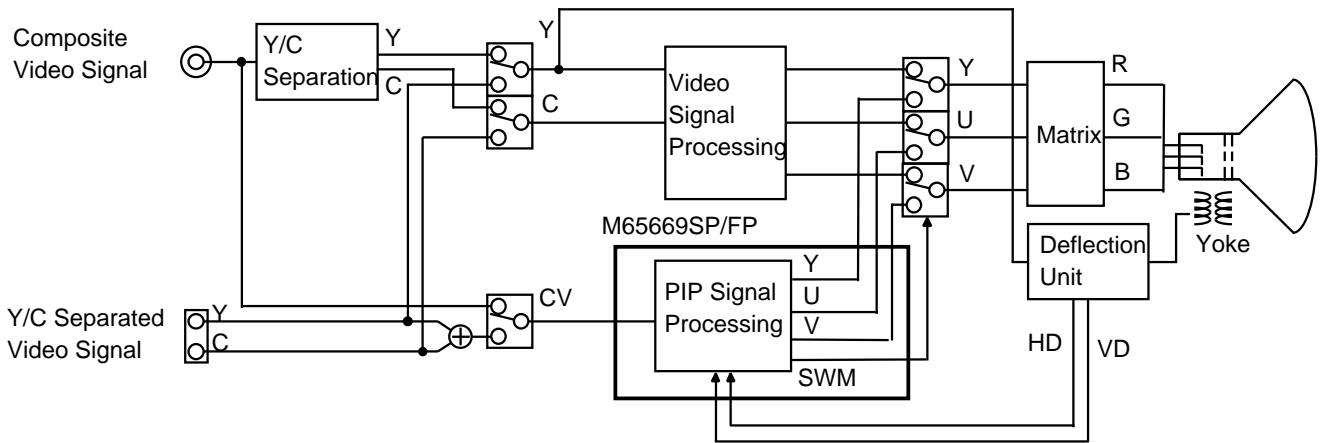 Composite
Video Signal
Y/C
Separation
Y
C
Y
C
Video
Signal
Processing
Y
U
V
Matrix
R
G
B
Yoke
Deflection
Unit
HD
VD
M65669SP/FP
PIP Signal
Processing
Y
U
V
SWM
CV
Y/C Separated
Video Signal
Y
C